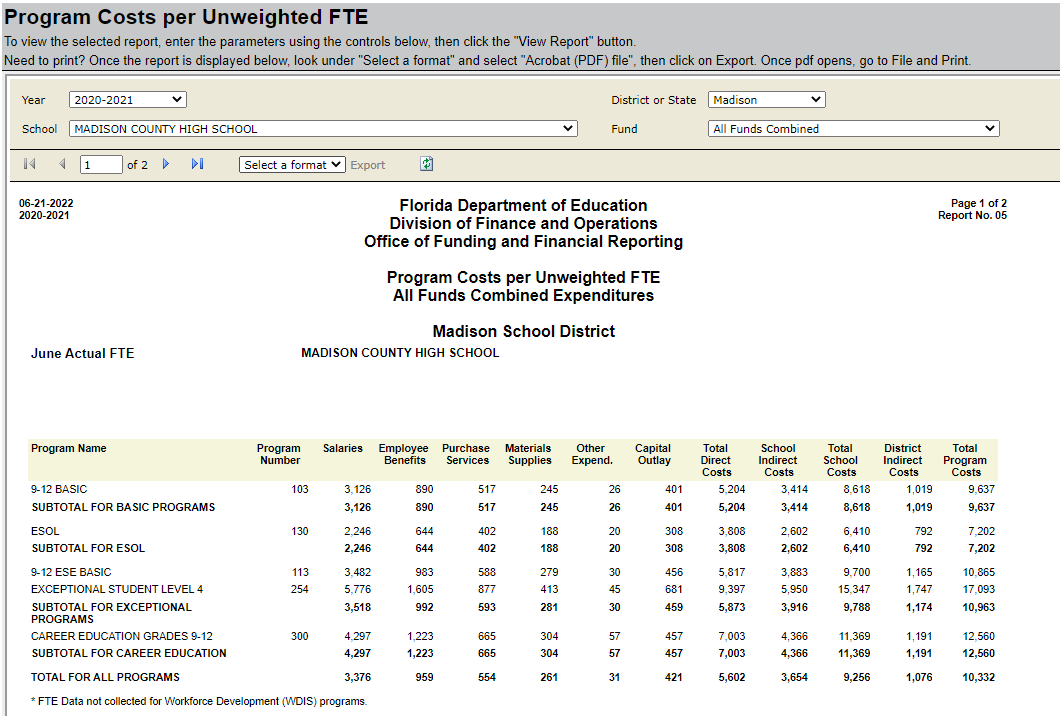 Program Costs per Unweighted FTE
To view the selected report, enter the parameters using the controls below, then click the "View Report" button.
Need to print? Once the report is displayed below, look under "Select a format" and select "Acrobat (PDF) file", then click on Export. Once pdf opens, go to File and Print.
Year 2020-2021 District or State Madison
School MADISON COUNTY HIGH SCHOOL Fund All Funds Combined
1 of 2 Select a format Export
06-21-2022 Florida Department of Education Page 1 of 2
2020-2021 Division of Finance and Operations Report No. 05
Office of Funding and Financial Reporting
Program Costs per Unweighted FTE
All Funds Combined Expenditures
Madison School District
June Actual FTE MADISON COUNTY HIGH SCHOOL
Program Name Program Salaries Employee Purchase Materials Other Capital Total School Total District Total
Number Benefits Services Supplies Expend. Outlay Direct Indirect School Indirect Program
Costs Costs Costs Costs Costs
9-12 BASIC 103 3,126 890 517 245 26 401 5,204 3,414 8,618 1,019 9,637
SUBTOTAL FOR BASIC PROGRAMS 3,126 890 517 245 26 401 5,204 3,414 8,618 1,019 9,637
ESOL 130 2,246 644 402 188 20 308 3,808 2,602 6,410 792 7,202
SUBTOTAL FOR ESOL 2,246 644 402 188 20 308 3,808 2,602 6,410 792 7,202
9-12 ESE BASIC 113 3,482 983 588 279 30 456 5,817 3,883 9,700 1,165 10,865
EXCEPTIONAL STUDENT LEVEL 4 254 5,776 1,605 877 413 45 681 9,397 5,950 15,347 1,747 17,093
SUBTOTAL FOR EXCEPTIONAL 3,518 992 593 281 30 459 5,873 3,916 9,788 1,174 10,963
PROGRAMS
CAREER EDUCATION GRADES 9-12 300 4,297 1,223 665 304 57 457 7,003 4,366 11,369 1,191 12,560
SUBTOTAL FOR CAREER EDUCATION 4,297 1,223 665 304 57 457 7,003 4,366 11,369 1,191 12,560
TOTAL FOR ALL PROGRAMS 3,376 959 554 261 31 421 5,602 3,654 9,256 1,076 10,332
* FTE Data not collected for Workforce Development (WDIS) programs.